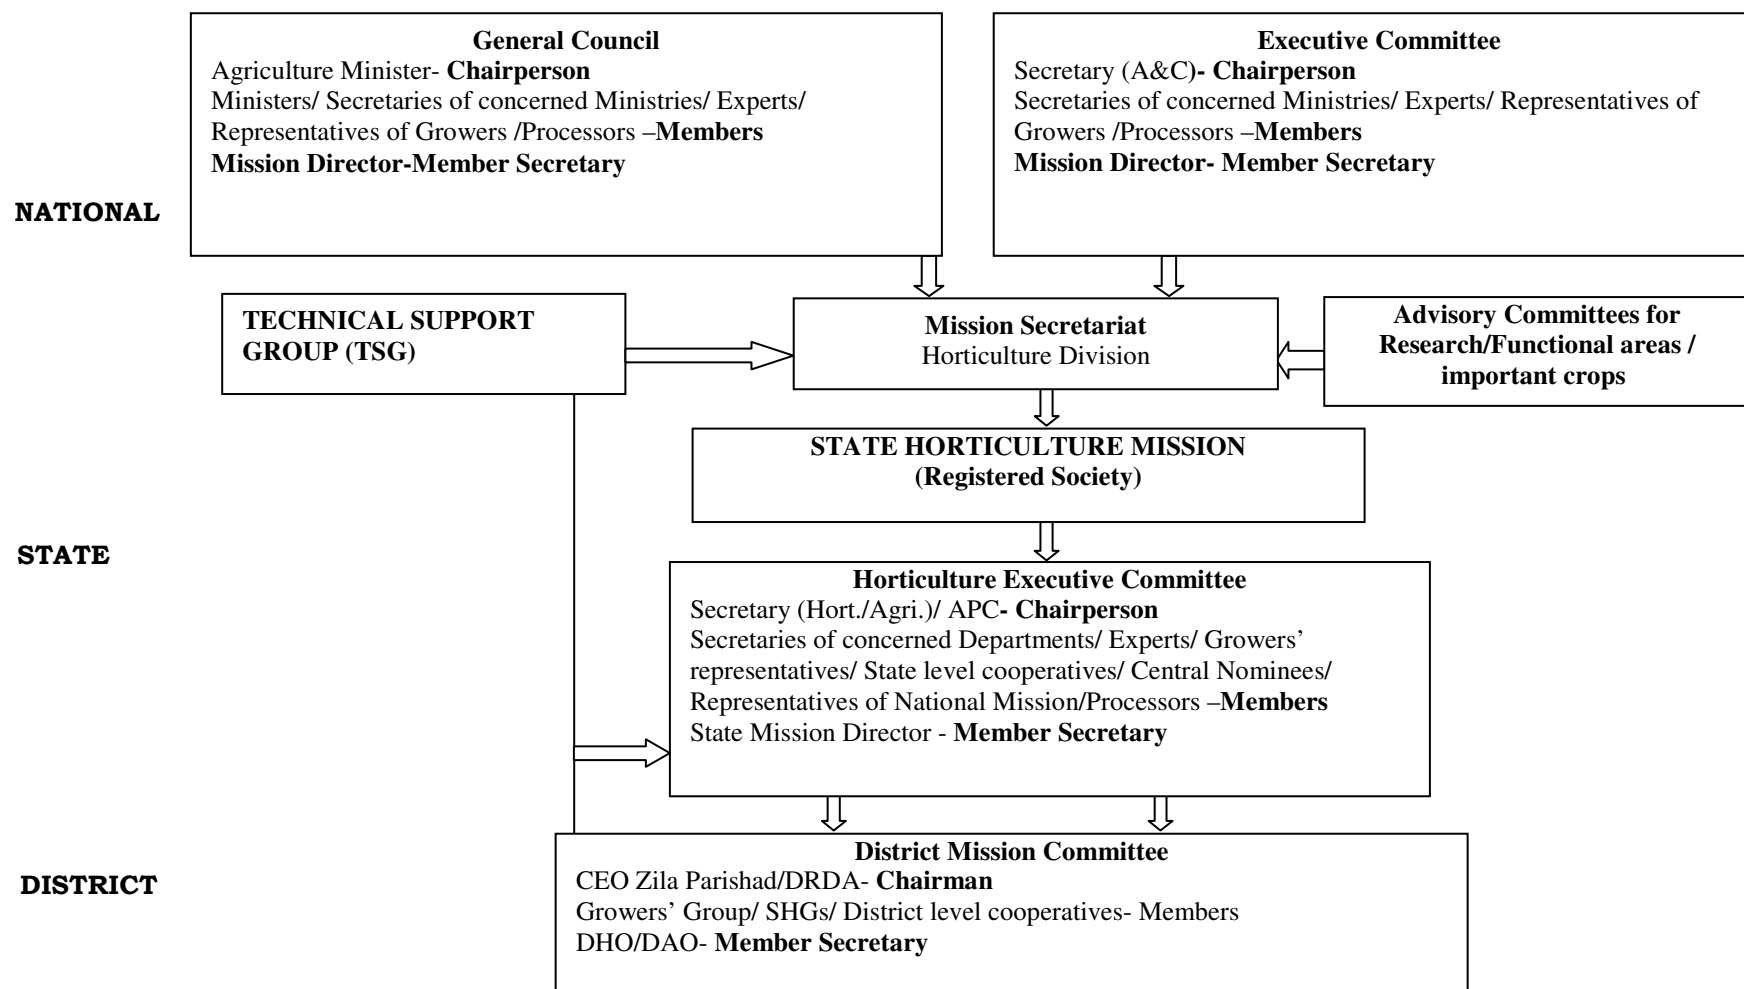 General Council
Agriculture Minister- Chairperson
Ministers/ Secretaries of concerned Ministries/ Experts/
Representatives of Growers /Processors –Members
Mission Director-Member Secretary
Executive Committee
Secretary (A&C)- Chairperson
Secretaries of concerned Ministries/ Experts/ Representatives of
Growers /Processors –Members
Mission Director- Member Secretary
NATIONAL
TECHNICAL SUPPORT
GROUP (TSG)
Mission Secretariat
Horticulture Division
Advisory Committees for
Research/Functional areas /
important crops
STATE HORTICULTURE MISSION
(Registered Society)
STATE
Horticulture Executive Committee
Secretary (Hort./Agri.)/ APC- Chairperson
Secretaries of concerned Departments/ Experts/ Growers’
representatives/ State level cooperatives/ Central Nominees/
Representatives of National Mission/Processors –Members
State Mission Director - Member Secretary
DISTRICT
District Mission Committee
CEO Zila Parishad/DRDA- Chairman
Growers’ Group/ SHGs/ District level cooperatives- Members
DHO/DAO- Member Secretary